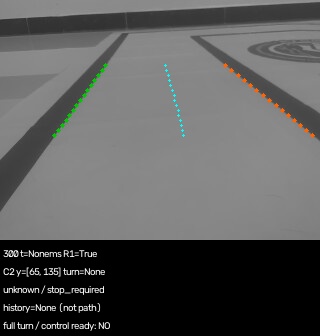 300 t=Nonems R1=True
C2 y=[65, 135] turn=None
unknown / stop_required
history=None (not path)
full turn / control ready: NO